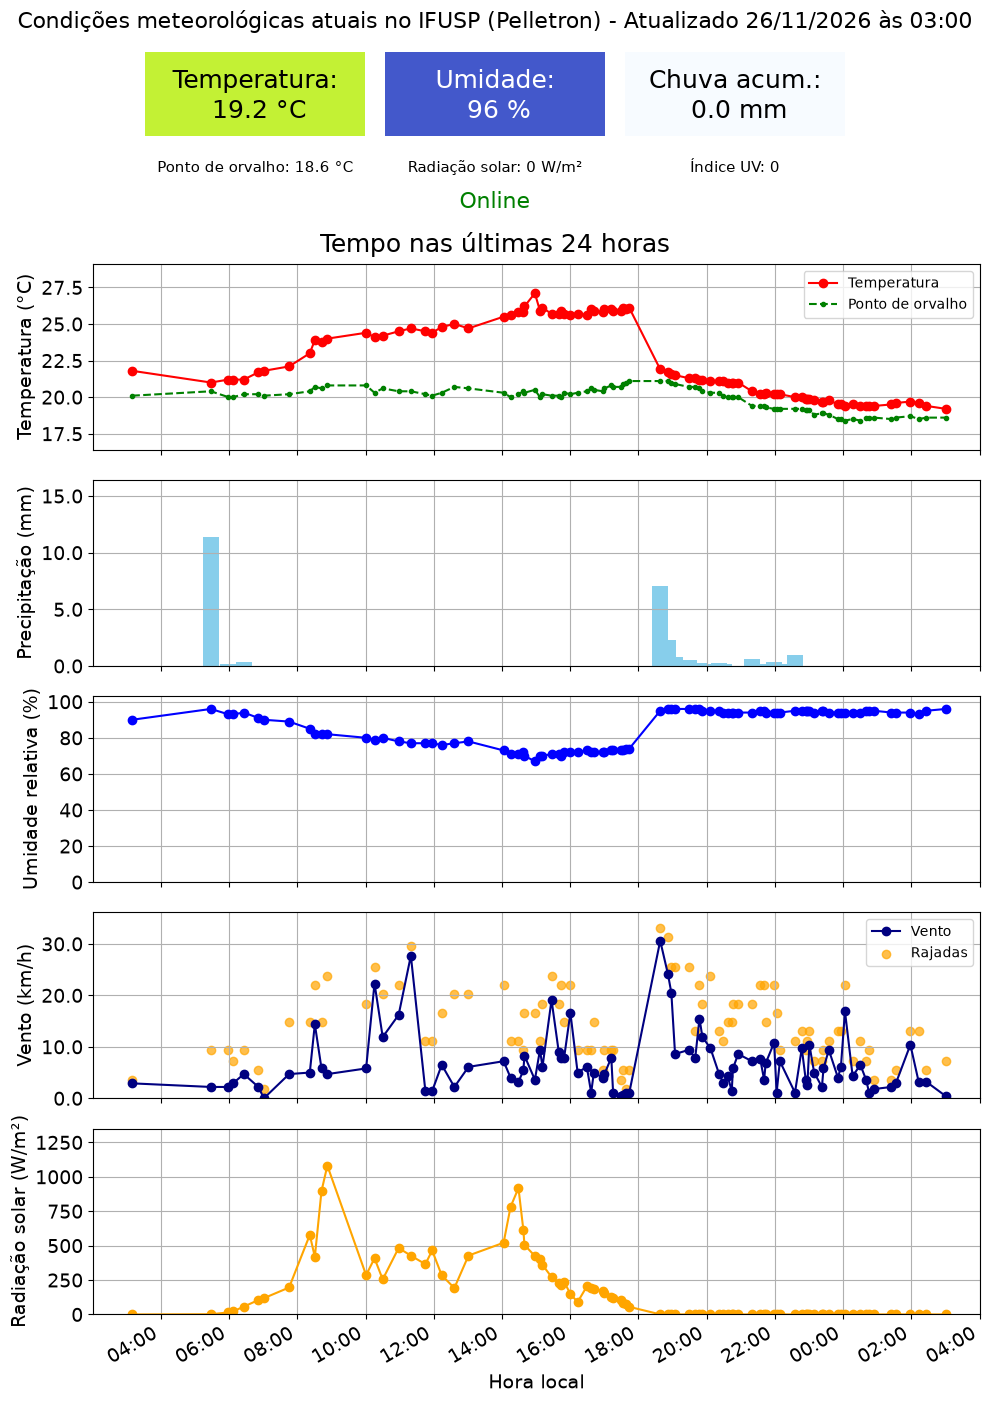 Condições meteorológicas atuais no IFUSP (Pelletron) - Atualizado 26/11/2026 às 03:00
Temperatura:
19.2 °C
Umidade:
96 %
Chuva acum.:
0.0 mm
Ponto de orvalho: 18.6 °C
Radiação solar: 0 W/m²
Índice UV: 0
Online
Tempo nas últimas 24 horas
Temperatura (°C)
27.5
25.0
22.5
20.0
17.5
Temperatura
Ponto de orvalho
Precipitação (mm)
15.0
10.0
5.0
0.0
Umidade relativa (%)
100
80
60
40
20
0
Vento (km/h)
30.0
20.0
10.0
0.0
Vento
Rajadas
Radiação solar (W/m²)
1250
1000
750
500
250
0
04:00
06:00
08:00
10:00
12:00
14:00
16:00
18:00
20:00
22:00
00:00
02:00
04:00
Hora local